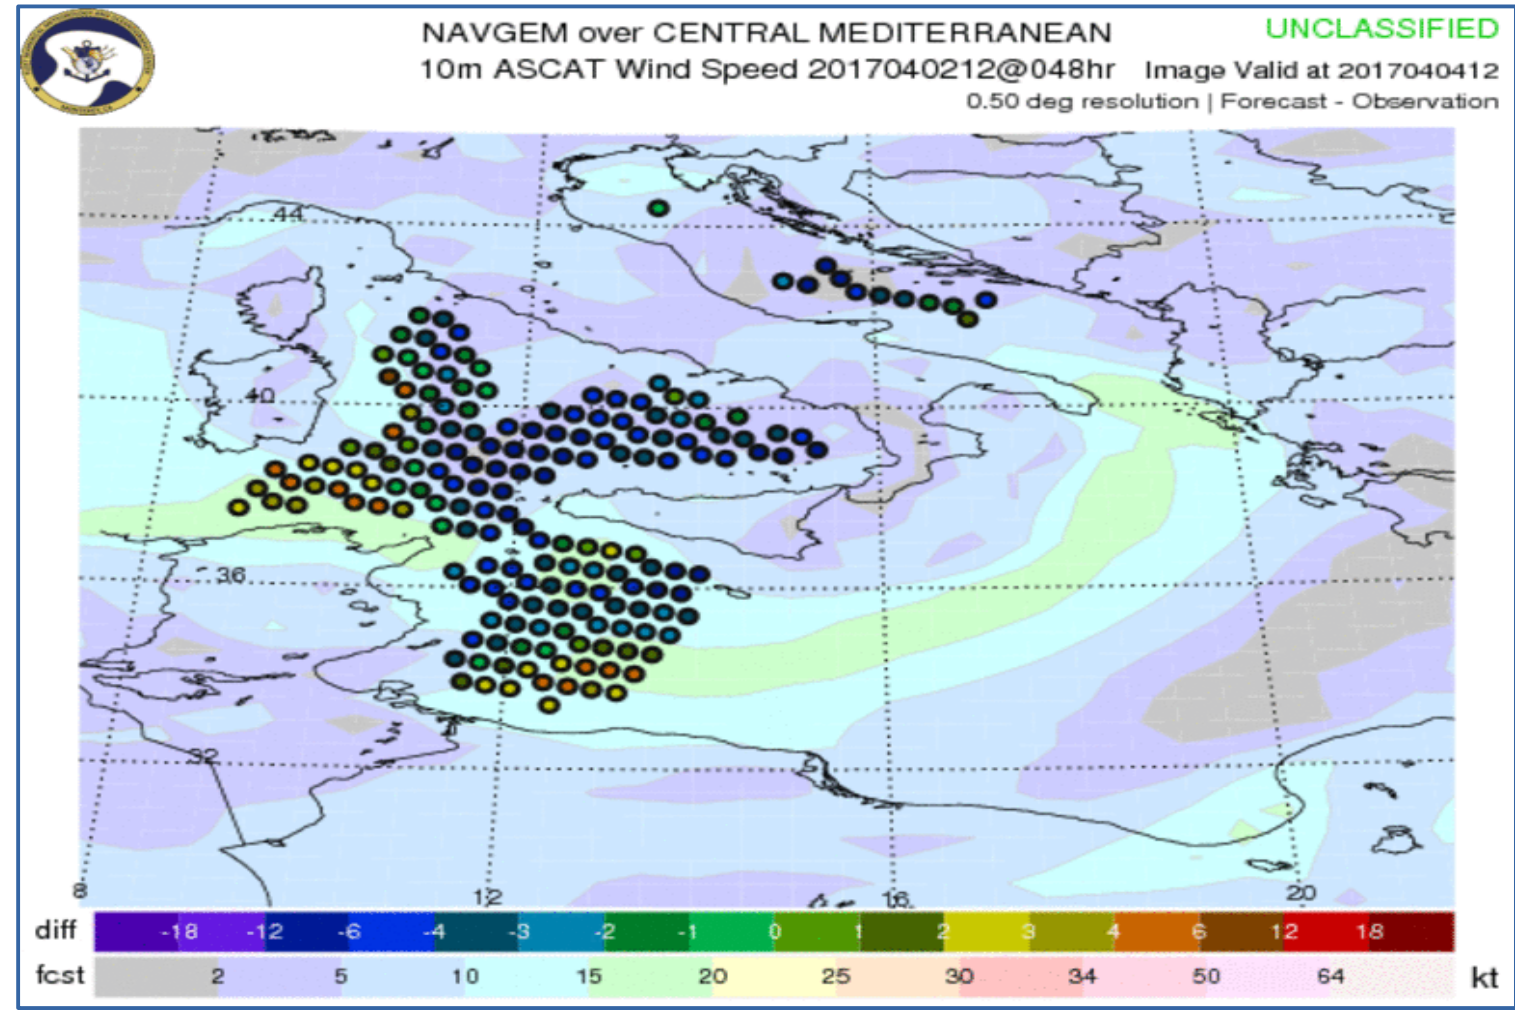 NAVGEM over CENTRAL MEDITERRANEAN
UNCLASSIFIED
10m ASCAT Wind Speed 2017040212@048hr Image Valid at 2017040412
0.50 deg resolution | Forecast - Observation
44
40
36
32
8 12 16 20
diff -18 -12 -6 -4 -3 -2 -1 0 1 2 3 4 6 12 18
fcst 2 5 10 15 20 25 30 34 50 64 kt